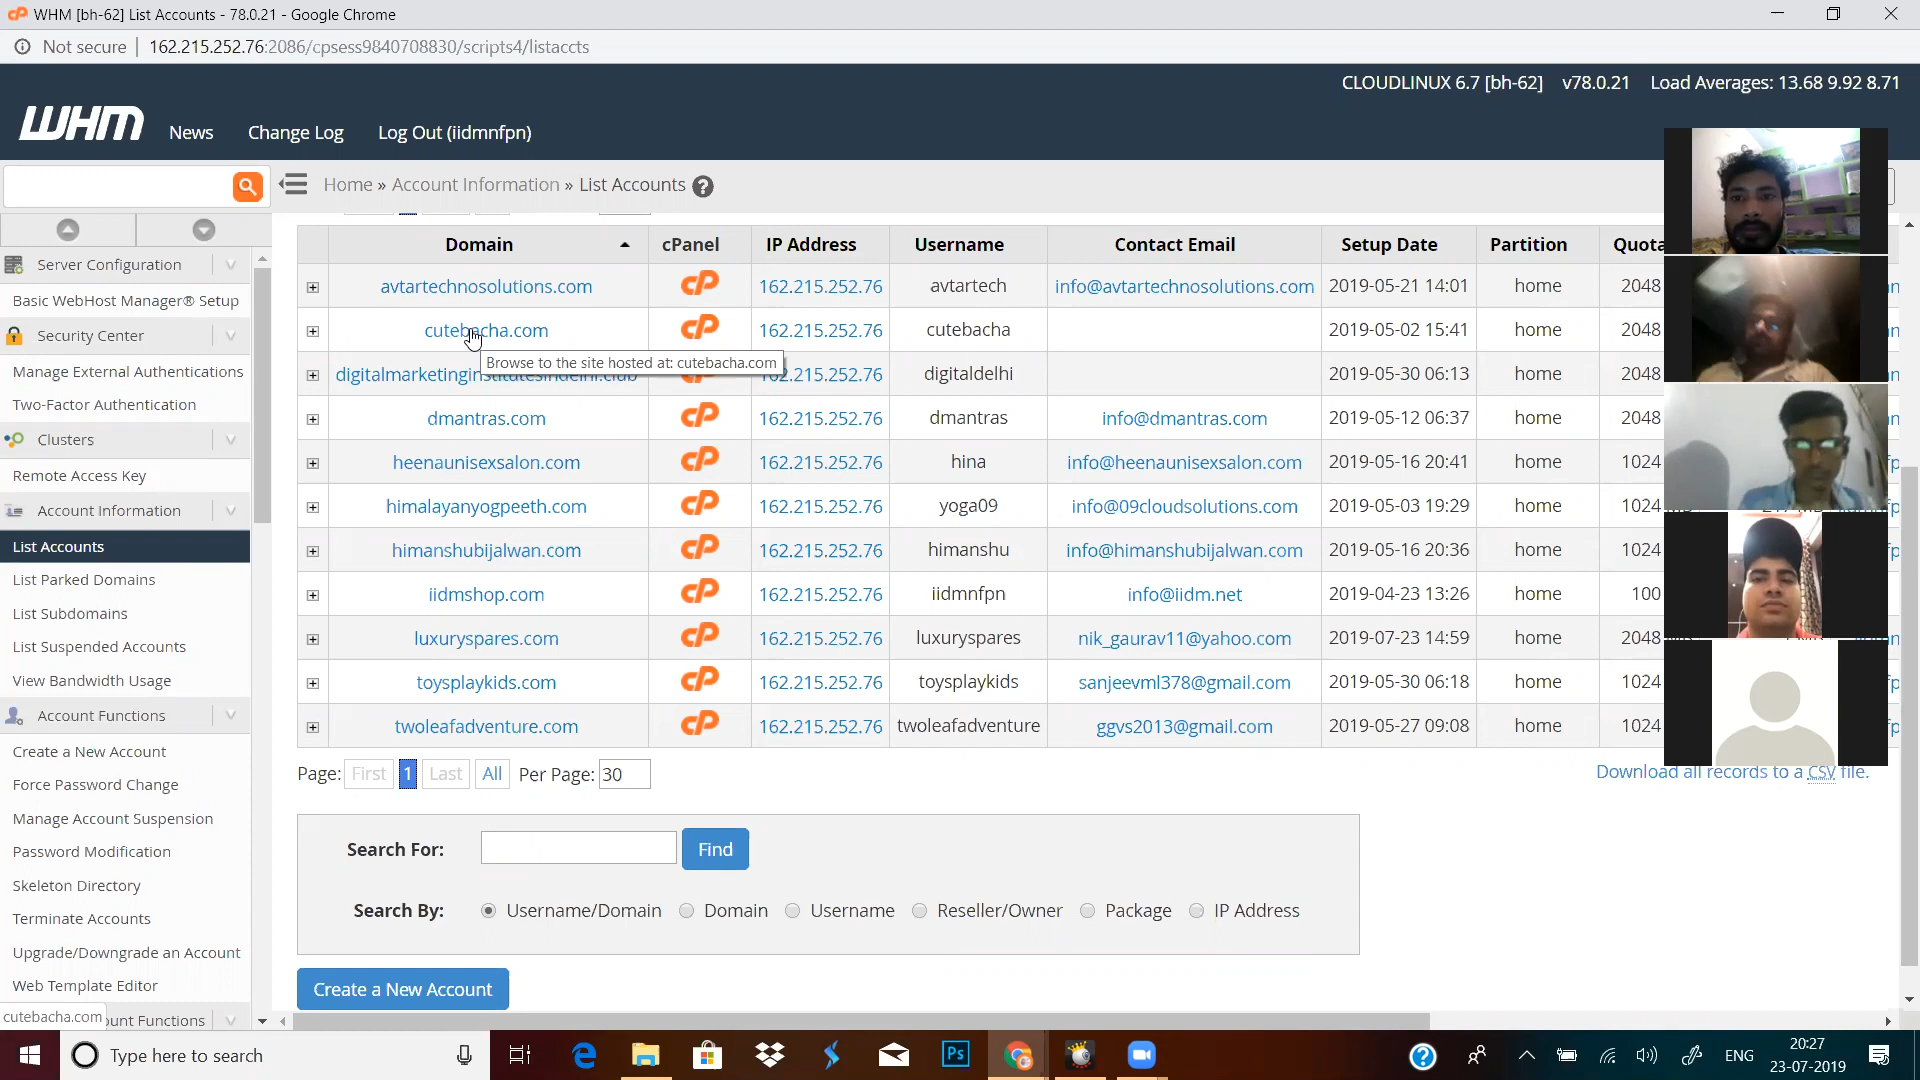 WHM [bh-62] List Accounts - 78.0.21 - Google Chrome
Not secure | 162.215.252.76:2086/cpsess9840708830/scripts4/listaccts
CLOUDLINUX 6.7 [bh-62] v78.0.21 Load Averages: 13.68 9.92 8.71
WHM News Change Log Log Out (iidmnfpn)
Home » Account Information » List Accounts
Server Configuration
Basic WebHost Manager® Setup
Security Center
Manage External Authentications
Two-Factor Authentication
Clusters
Remote Access Key
Account Information
List Accounts
List Parked Domains
List Subdomains
List Suspended Accounts
View Bandwidth Usage
Account Functions
Create a New Account
Force Password Change
Manage Account Suspension
Password Modification
Skeleton Directory
Terminate Accounts
Upgrade/Downgrade an Account
Web Template Editor
cutebacha.com
Functions
Domain cPanel IP Address Username Contact Email Setup Date Partition Quota
avtartechnosolutions.com cP 162.215.252.76 avtartech info@avtartechnosolutions.com 2019-05-21 14:01 home 2048
cutebacha.com cP 162.215.252.76 cutebacha 2019-05-02 15:41 home 2048
Browse to the site hosted at: cutebacha.com
digitalmarketinginstitutesindelhi.club 2.215.252.76 digitaldelhi 2019-05-30 06:13 home 2048
dmantras.com cP 162.215.252.76 dmantras info@dmantras.com 2019-05-12 06:37 home 2048
heenaunisexsalon.com cP 162.215.252.76 hina info@heenaunisexsalon.com 2019-05-16 20:41 home 1024
himalayanyogpeeth.com cP 162.215.252.76 yoga09 info@09cloudsolutions.com 2019-05-03 19:29 home 1024
himanshubijalwan.com cP 162.215.252.76 himanshu info@himanshubijalwan.com 2019-05-16 20:36 home 1024
iidmshop.com cP 162.215.252.76 iidmnfpn info@iidm.net 2019-04-23 13:26 home 100
luxuryspares.com cP 162.215.252.76 luxuryspares nik_gaurav11@yahoo.com 2019-07-23 14:59 home 2048
toysplaykids.com cP 162.215.252.76 toysplaykids sanjeevml378@gmail.com 2019-05-30 06:18 home 1024
twoleafadventure.com cP 162.215.252.76 twoleafadventure ggvs2013@gmail.com 2019-05-27 09:08 home 1024
Page: First 1 Last All Per Page: 30
Download all records to a CSV file.
Search For: Find
Search By: Username/Domain Domain Username Reseller/Owner Package IP Address
Create a New Account
Type here to search
Ps
ENG
20:27
23-07-2019